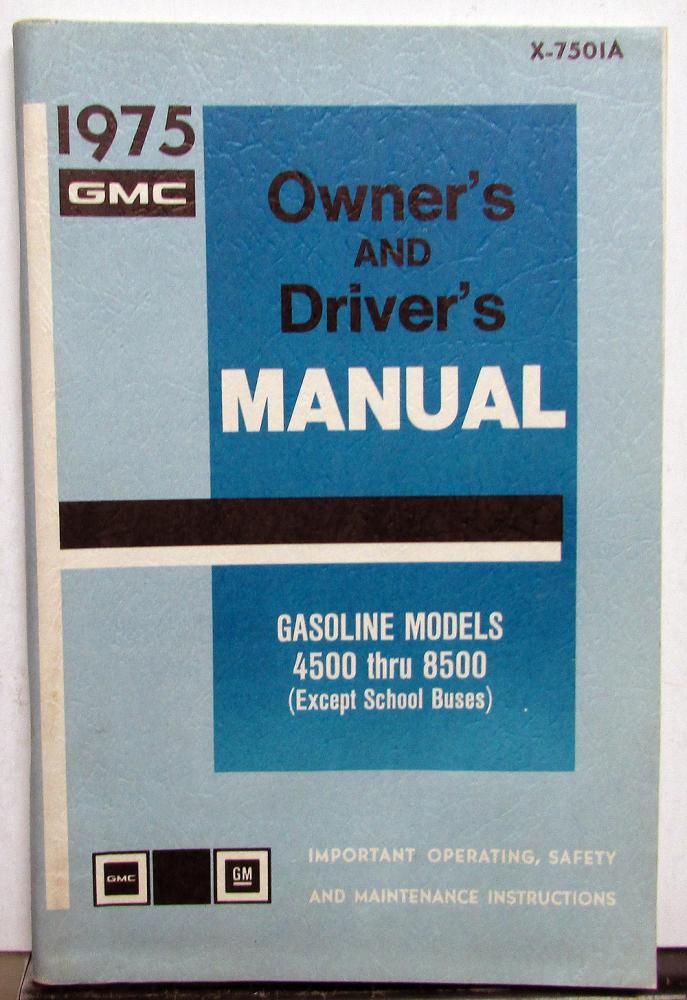 X-7501A
1975
GMC
Owner's
AND
Driver's
MANUAL
GASOLINE MODELS
4500 thru 8500
(Except School Buses)
GMC
GM
IMPORTANT OPERATING, SAFETY
AND MAINTENANCE INSTRUCTIONS